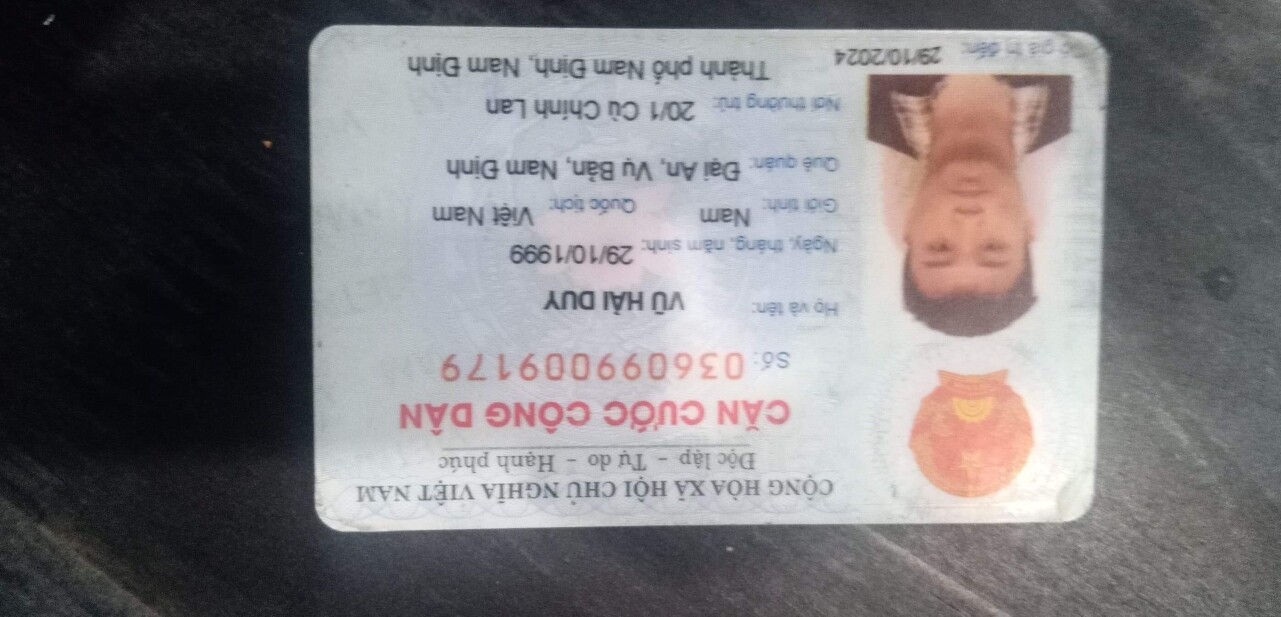 CỘNG HÒA XÃ HỘI CHỦ NGHĨA VIỆT NAM
Độc lập - Tự do - Hạnh phúc
CĂN CƯỚC CÔNG DÂN
Số: 036099009179
Họ và tên: VŨ HẢI DUY
Ngày, tháng, năm sinh: 29/10/1999
Giới tính: Nam Quốc tịch: Việt Nam
Quê quán: Đại An, Vụ Bản, Nam Định
Nơi thường trú: 20/1 Cù Chính Lan
Thành phố Nam Định, Nam Định
Có giá trị đến: 29/10/2024